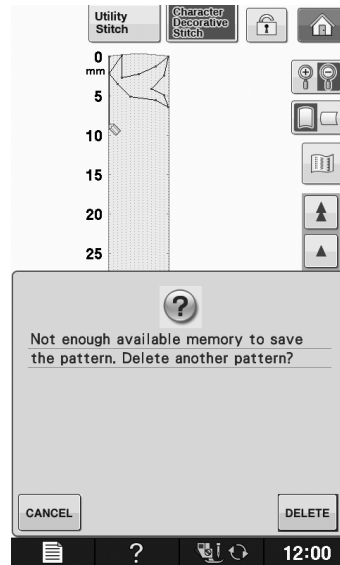 Utility
Stitch
Character
Decorative
Stitch
0
mm
5
10
15
20
25
?
Not enough available memory to save
the pattern. Delete another pattern?
CANCEL
DELETE
?
12:00